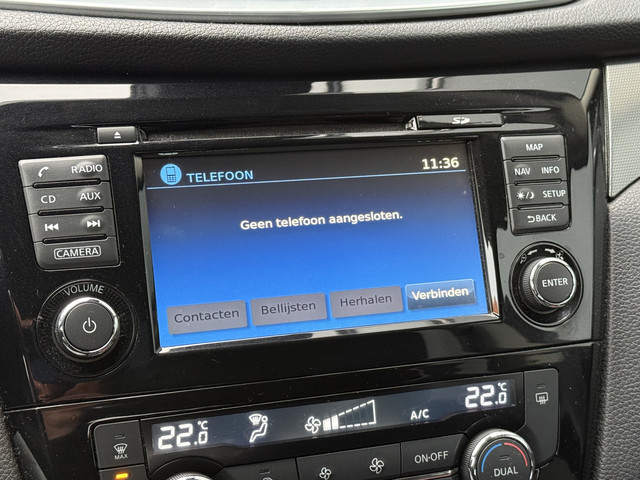 SD
TELEFOON 11:36
Geen telefoon aangesloten.
Contacten Bellijsten Herhalen Verbinden
RADIO
CD AUX
CAMERA
VOLUME
MAP
NAV INFO
SETUP
BACK
ENTER
22.0 °C A/C 22.0 °C
MAX
ON·OFF
DUAL